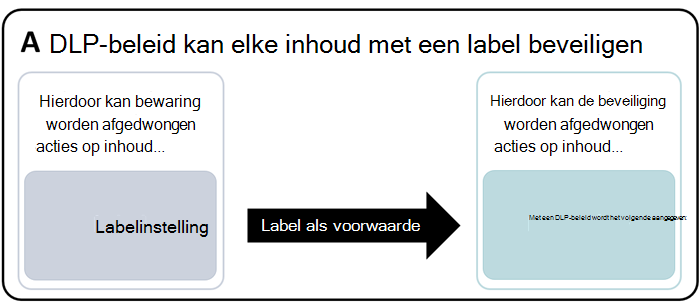 A DLP-beleid kan elke inhoud met een label beveiligen
Hierdoor kan bewaring
worden afgedwongen
acties op inhoud...
Labelinstelling
Label als voorwaarde
Hierdoor kan de beveiliging
worden afgedwongen
acties op inhoud...
Met een DLP-beleid wordt het volgende aangegeven: